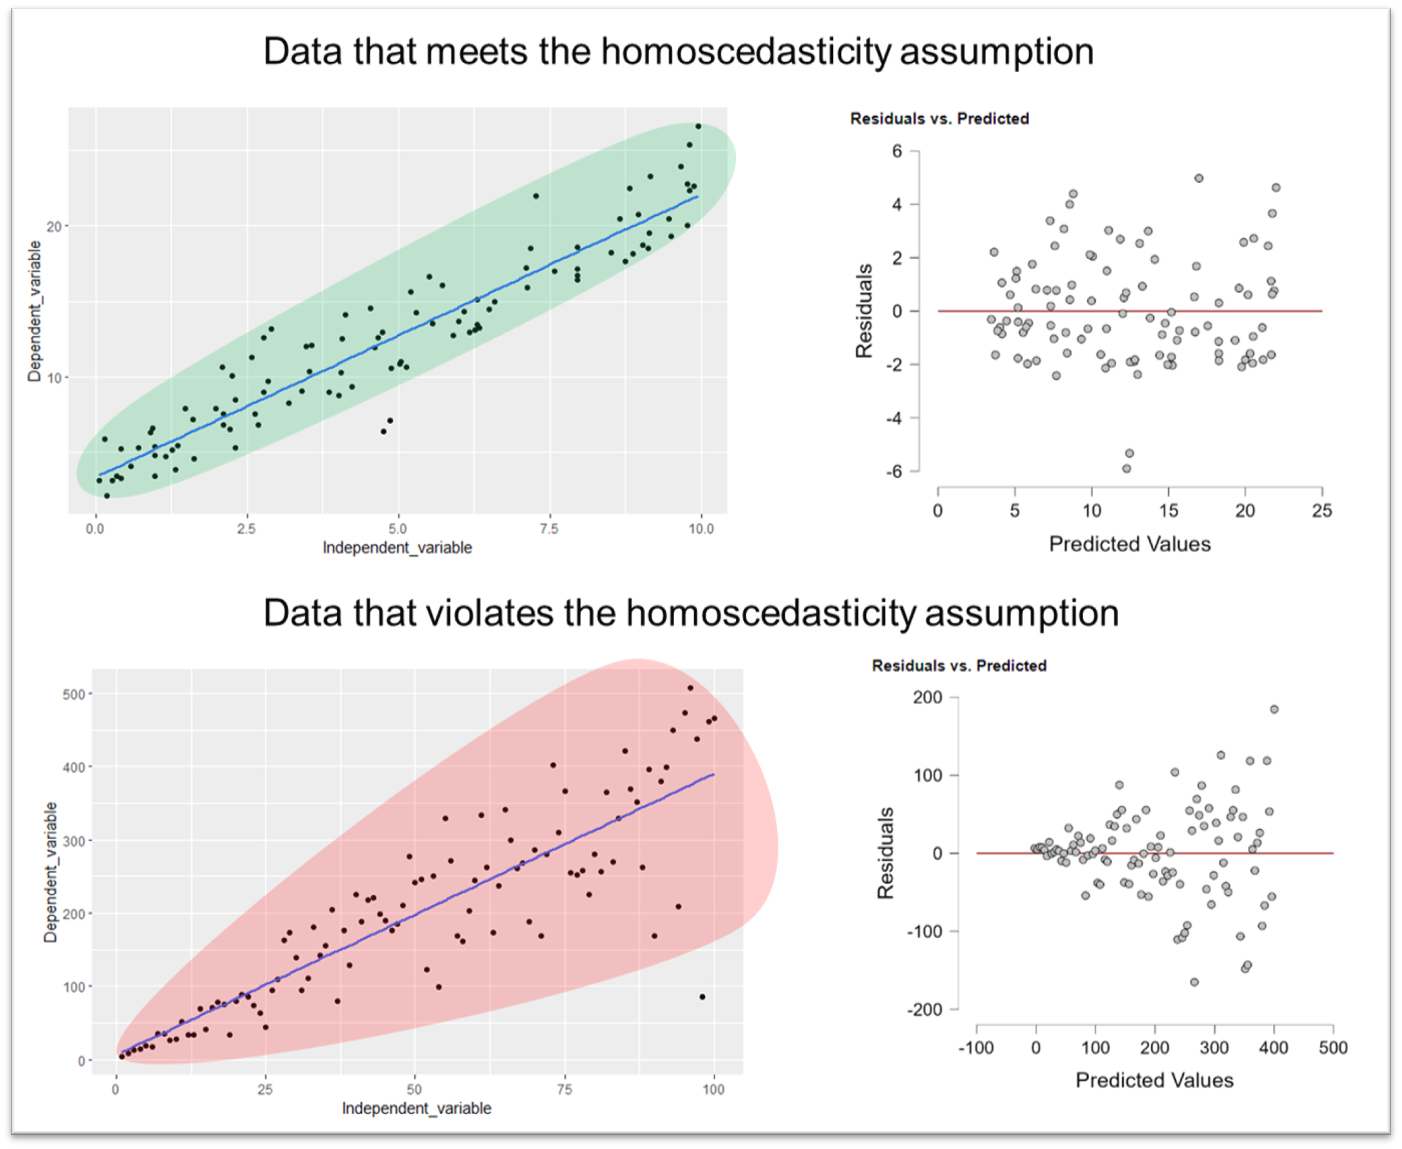 Data that meets the homoscedasticity assumption
Dependent_variable
20
10
0.0 2.5 5.0 7.5 10.0
Independent_variable
Residuals vs. Predicted
Residuals
6
4
2
0
-2
-4
-6
0 5 10 15 20 25
Predicted Values
Data that violates the homoscedasticity assumption
Dependent_variable
500
400
300
200
100
0
0 25 50 75 100
Independent_variable
Residuals vs. Predicted
Residuals
200
100
0
-100
-200
-100 0 100 200 300 400 500
Predicted Values